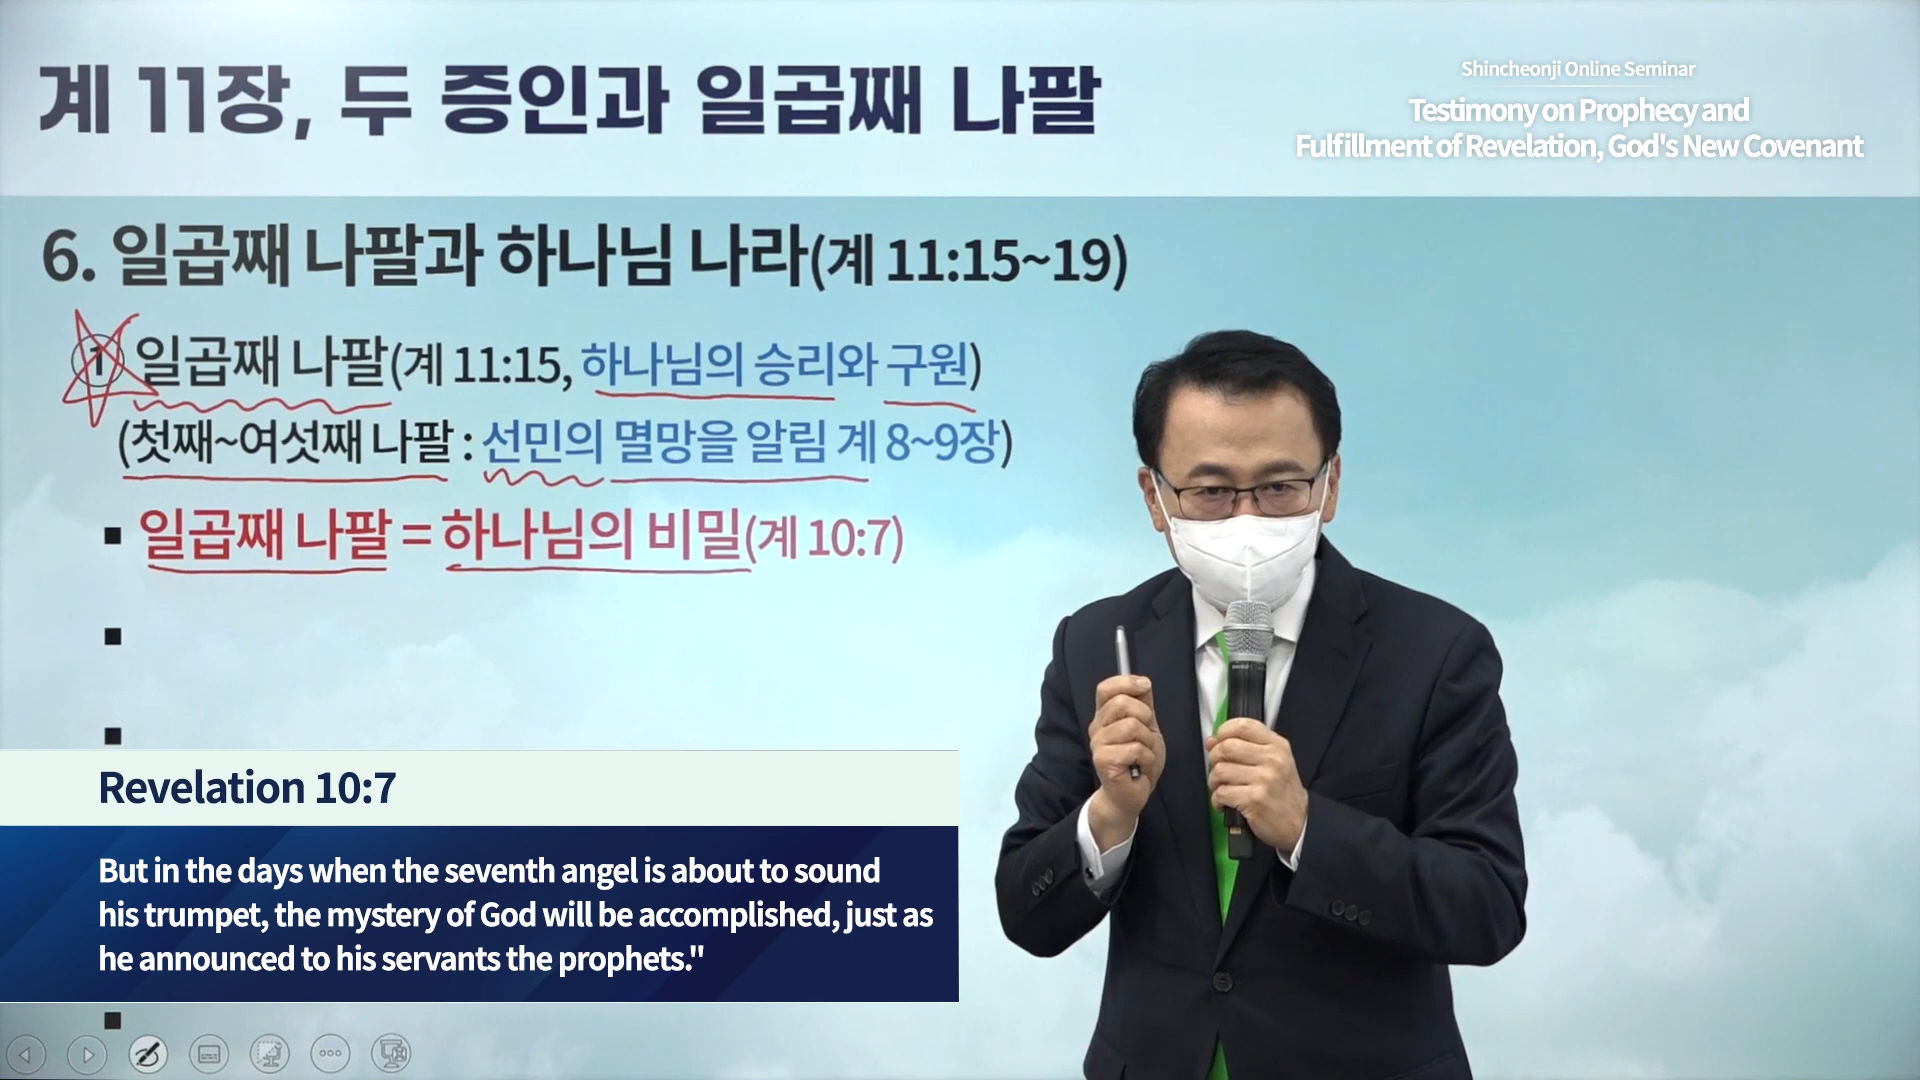 계 11장, 두 증인과 일곱째 나팔
Shincheonji Online Seminar
Testimony on Prophecy and
Fulfillment of Revelation, God's New Covenant
6. 일곱째 나팔과 하나님 나라(계 11:15~19)
① 일곱째 나팔(계 11:15, 하나님의 승리와 구원)
(첫째~여섯째 나팔 : 선민의 멸망을 알림 계 8~9장)
▪ 일곱째 나팔 = 하나님의 비밀(계 10:7)
Revelation 10:7
But in the days when the seventh angel is about to sound
his trumpet, the mystery of God will be accomplished, just as
he announced to his servants the prophets."